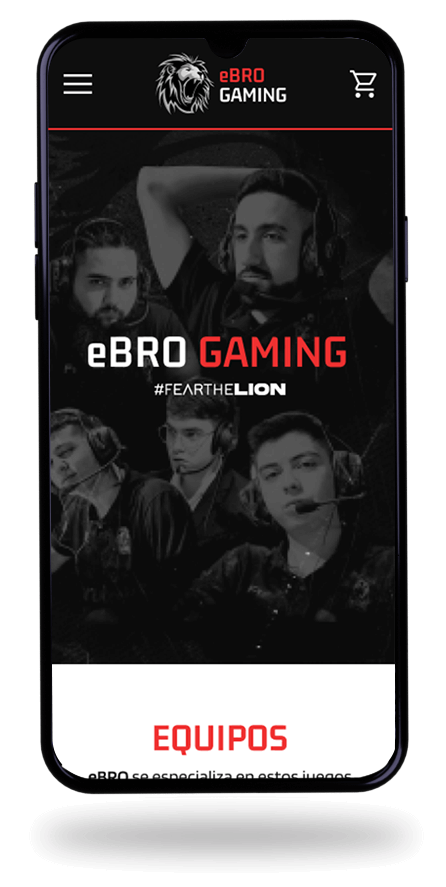 eBRO
GAMING
eBRO GAMING
#FEARTHELION
EQUIPOS
eBRO se especializa en estos juegos